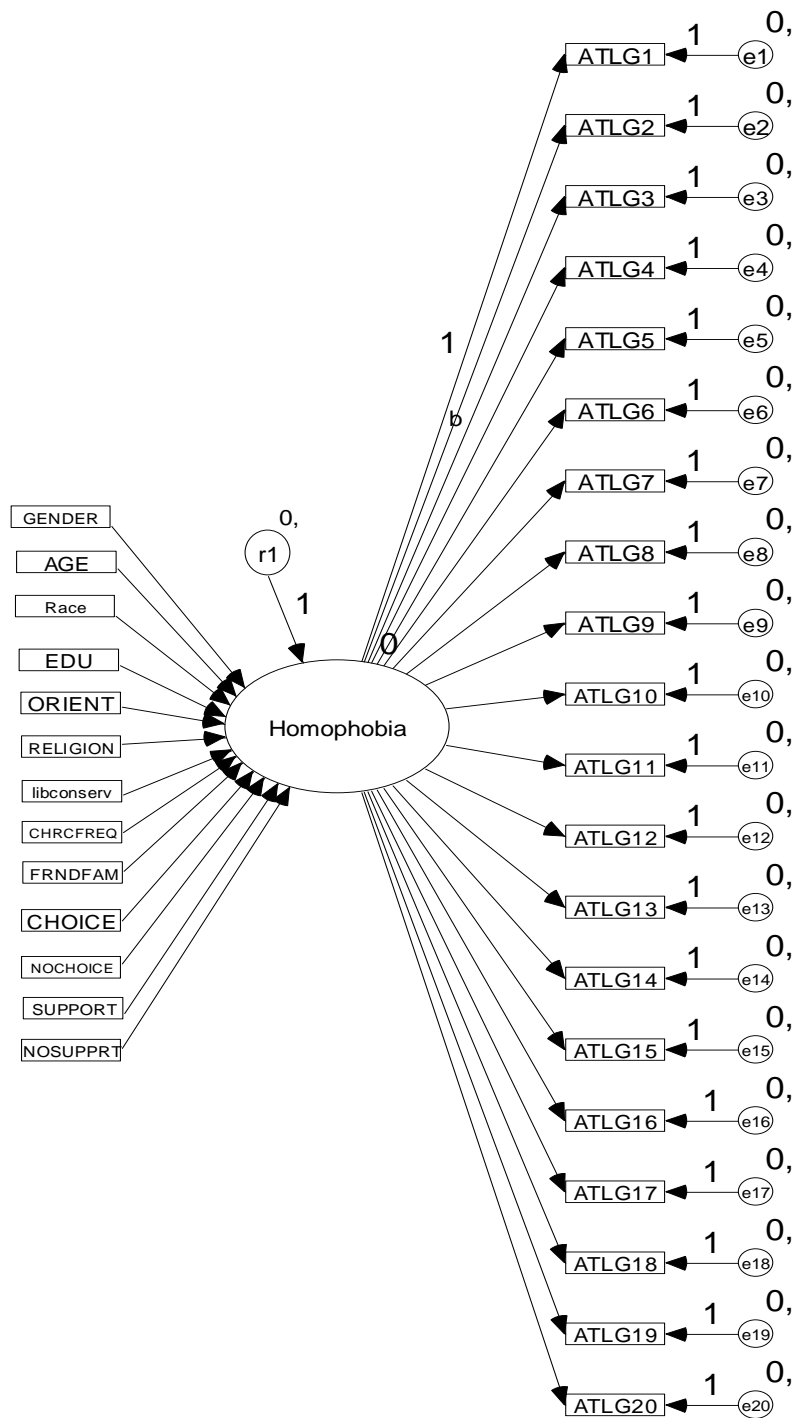 GENDER
AGE
Race
EDU
ORIENT
RELIGION
libconserv
CHRCFREQ
FRNDFAM
CHOICE
NOCHOICE
SUPPORT
NOSUPPRT
0,
r1
1
Homophobia
0
1
b
1 0,
ATLG1 e1
1 0,
ATLG2 e2
1 0,
ATLG3 e3
1 0,
ATLG4 e4
1 0,
ATLG5 e5
1 0,
ATLG6 e6
1 0,
ATLG7 e7
1 0,
ATLG8 e8
1 0,
ATLG9 e9
1 0,
ATLG10 e10
1 0,
ATLG11 e11
1 0,
ATLG12 e12
1 0,
ATLG13 e13
1 0,
ATLG14 e14
1 0,
ATLG15 e15
1 0,
ATLG16 e16
1 0,
ATLG17 e17
1 0,
ATLG18 e18
1 0,
ATLG19 e19
1 0,
ATLG20 e20